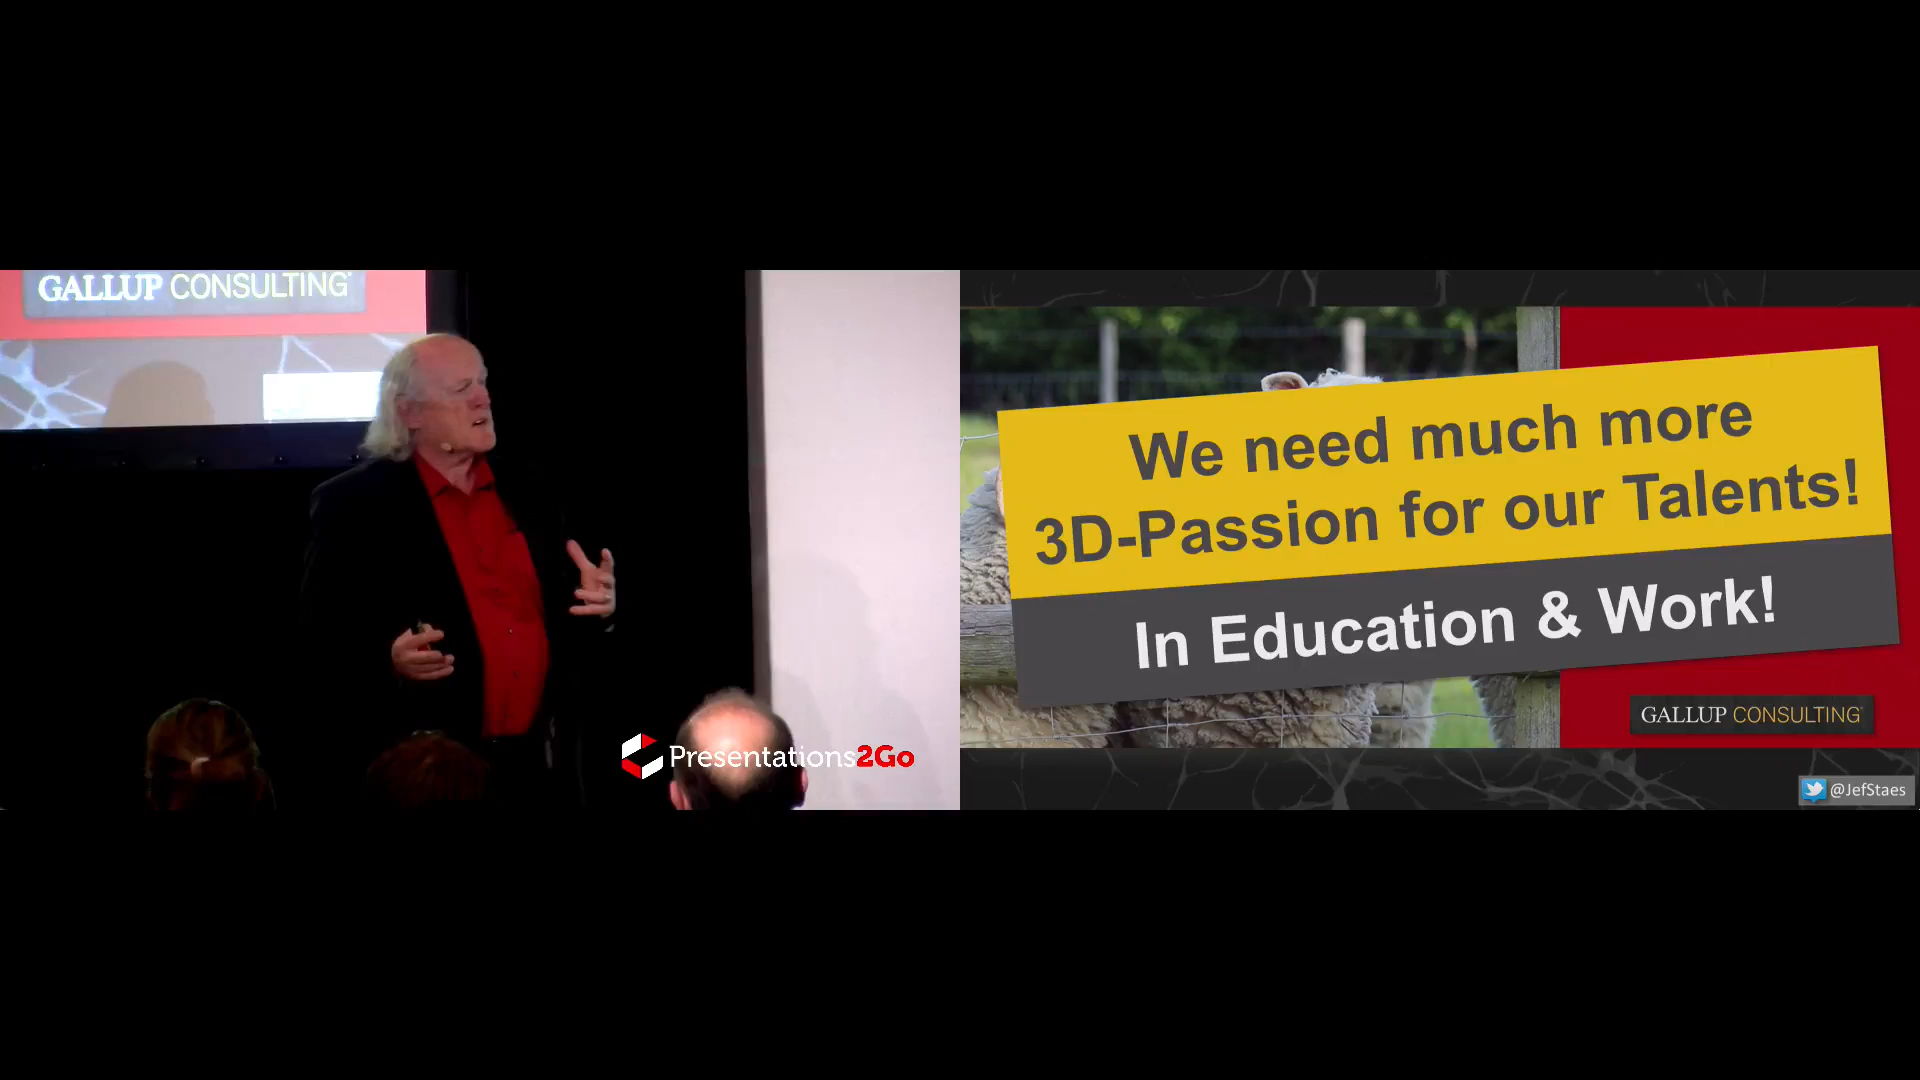 GALLUP CONSULTING
Presentations2Go
We need much more
3D-Passion for our Talents!
In Education & Work!
GALLUP CONSULTING
@JefStaes